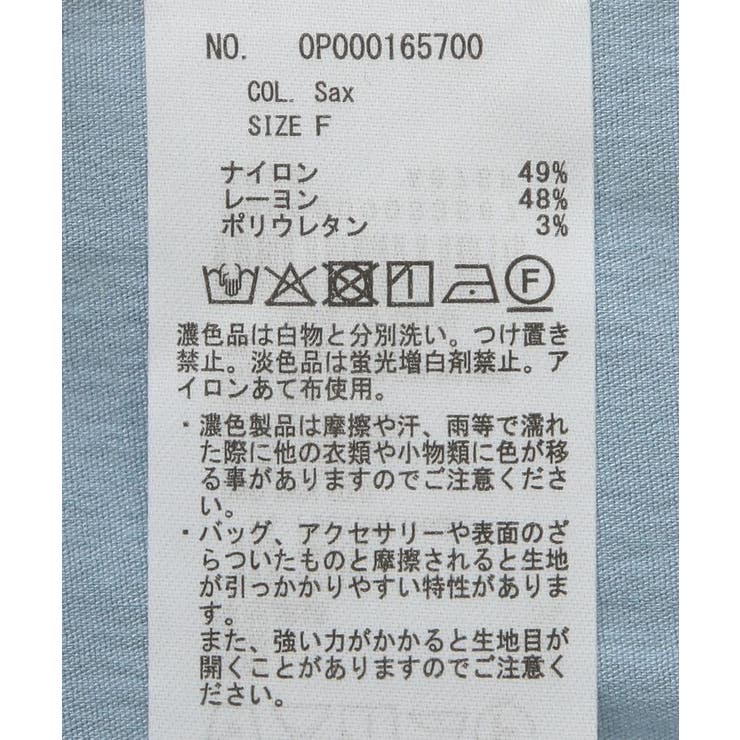 NO. OP000165700
COL. Sax
SIZE F
ナイロン 49%
レーヨン 48%
ポリウレタン 3%
F
濃色品は白物と分別洗い。つけ置き
禁止。淡色品は蛍光増白剤禁止。ア
イロンあて布使用。
・濃色製品は摩擦や汗、雨等で濡れ
た際に他の衣類や小物類に色が移
る事がありますのでご注意くださ
い。
・バッグ、アクセサリーや表面のざ
らついたものと摩擦されると生地
が引っかかりやすい特性がありま
す。
また、強い力がかかると生地目が
開くことがありますのでご注意く
ださい。